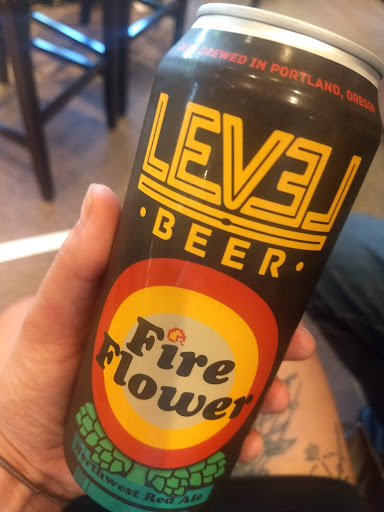 BREWED IN PORTLAND, OREGON
LEVEL
·BEER·
Fire
Flower
Northwest Red Ale